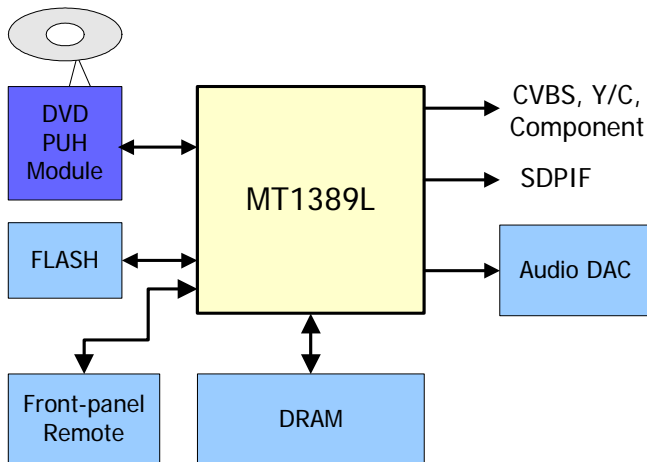 DVD
PUH
Module
CVBS, Y/C,
Component
MT1389L
SDPIF
FLASH
Audio DAC
Front-panel
Remote
DRAM